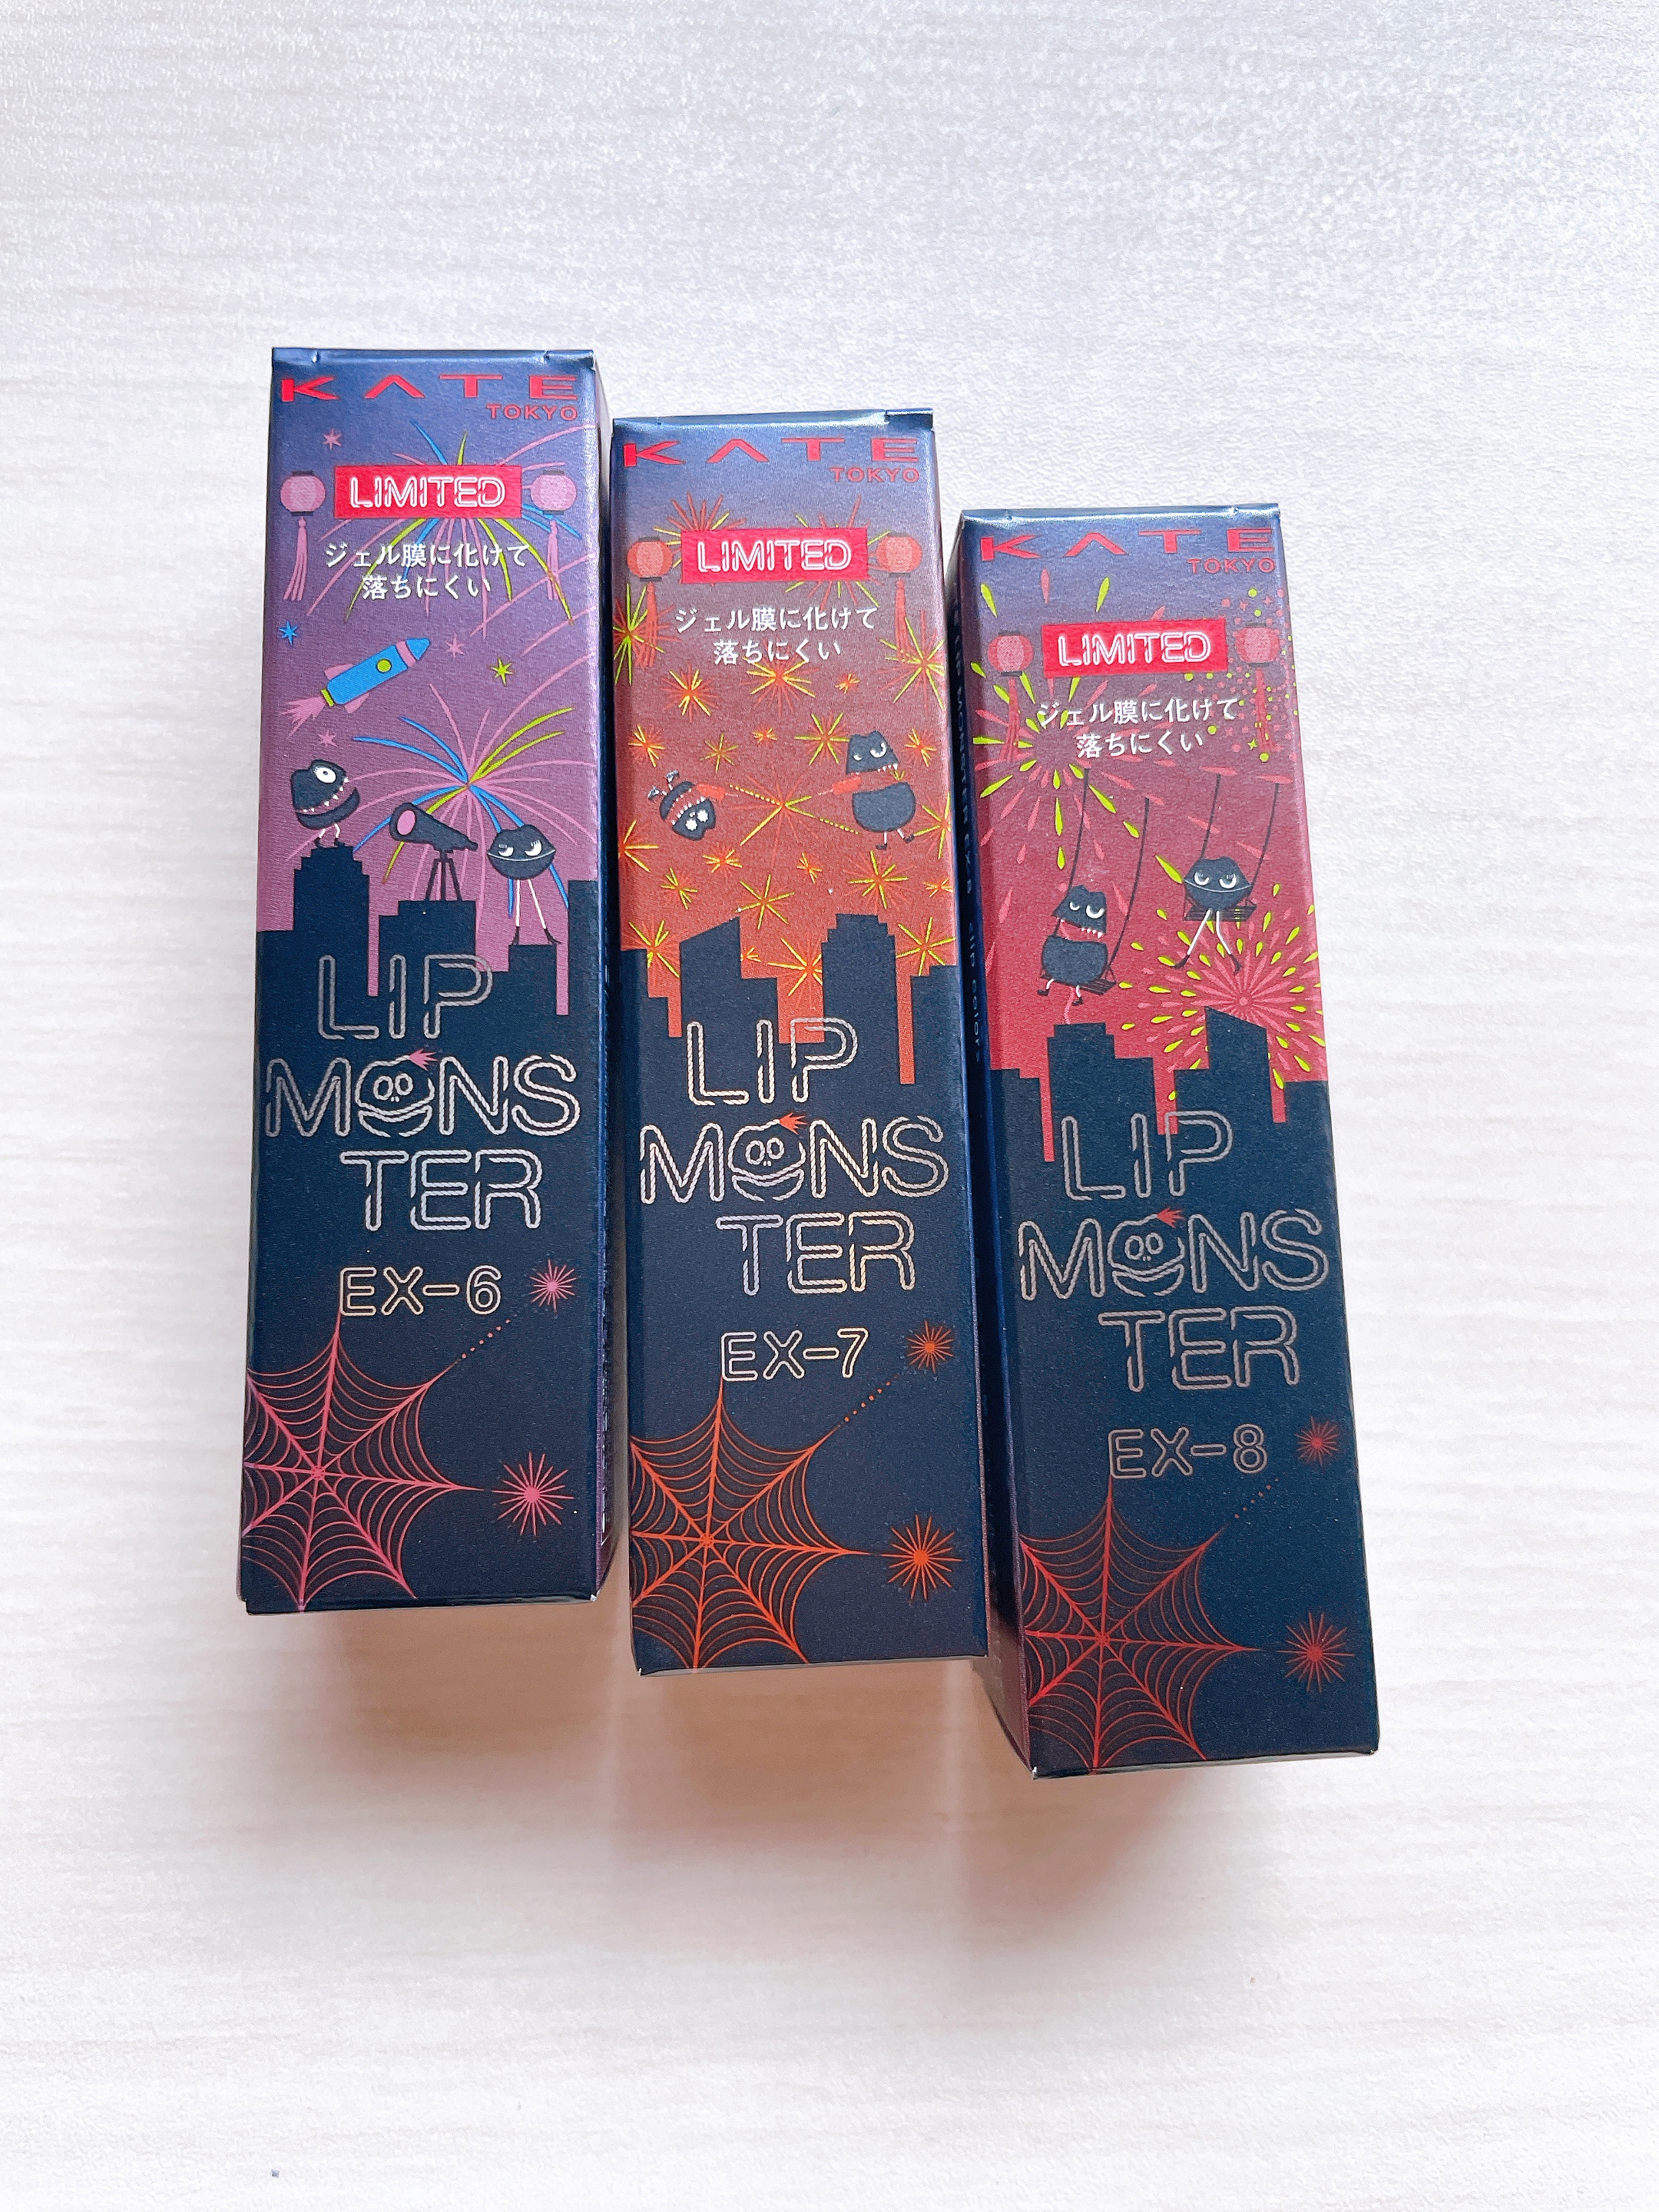 KATE
TOKYO
LIMITED
ジェル膜に化けて
落ちにくい
LIP
MONS
TER
EX-6
KATE
TOKYO
LIMITED
ジェル膜に化けて
落ちにくい
LIP
MONS
TER
EX-7
KATE
TOKYO
LIMITED
ジェル膜に化けて
落ちにくい
LIP
MONS
TER
EX-8